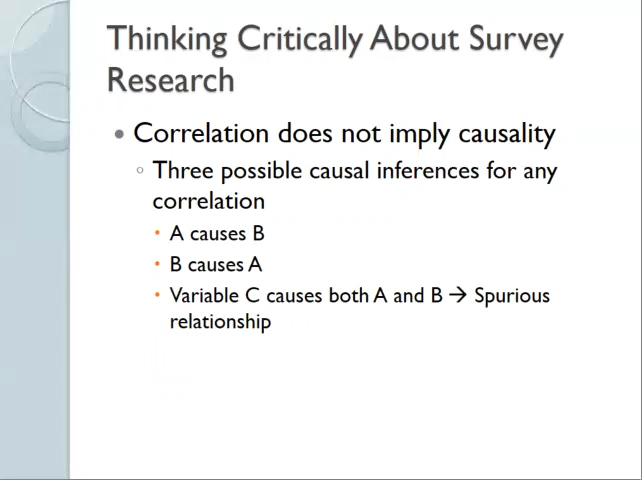 Thinking Critically About Survey
Research
• Correlation does not imply causality
◦ Three possible causal inferences for any
correlation
• A causes B
• B causes A
• Variable C causes both A and B → Spurious
relationship